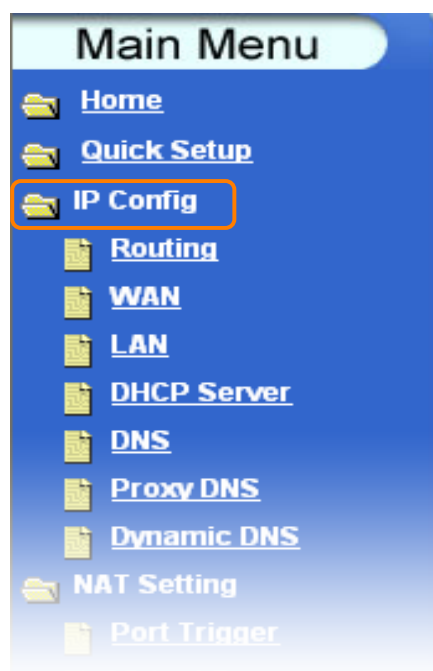 Main Menu
Home
Quick Setup
IP Config
Routing
WAN
LAN
DHCP Server
DNS
Proxy DNS
Dynamic DNS
NAT Setting
Port Trigger